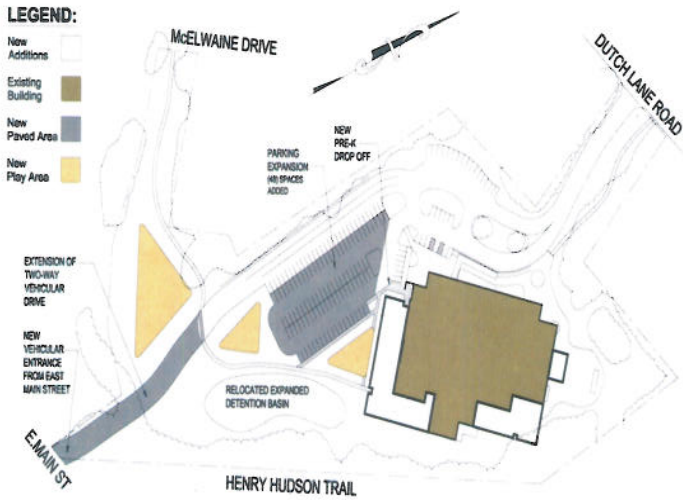 LEGEND:
New
Additions
Existing
Building
New
Paved Area
New
Play Area
McELWAINE DRIVE
DUTCH LANE ROAD
NEW
PRE-K
DROP OFF
PARKING
EXPANSION
(48) SPACES
ADDED
EXTENSION OF
TWO-WAY
VEHICULAR
DRIVE
NEW
VEHICULAR
ENTRANCE
FROM EAST
MAIN STREET
RELOCATED EXPANDED
DETENTION BASIN
E.MAIN ST
HENRY HUDSON TRAIL